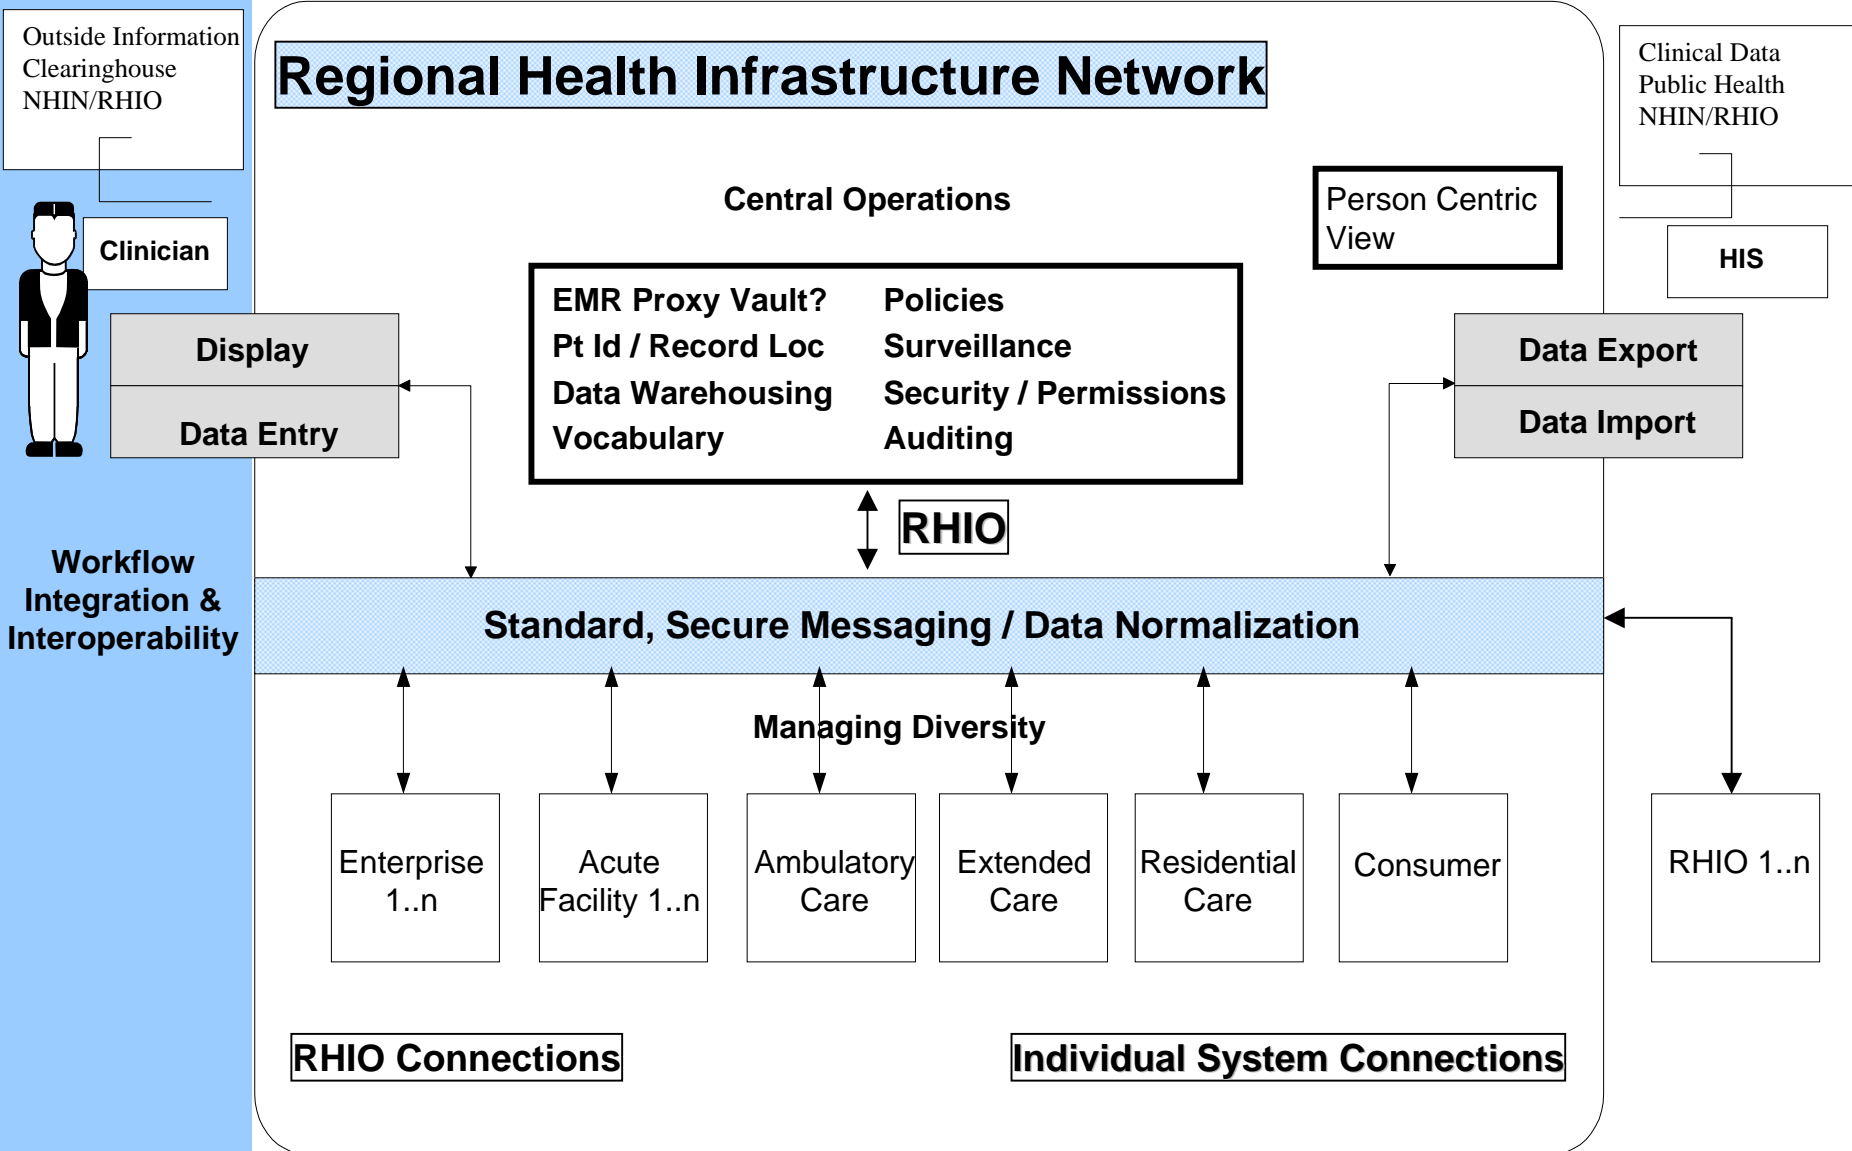 Outside Information
Clearinghouse
NHIN/RHIO
Regional Health Infrastructure Network
Clinical Data
Public Health
NHIN/RHIO
Central Operations
Person Centric
View
Clinician
HIS
EMR Proxy Vault?
Policies
Pt Id / Record Loc
Surveillance
Data Warehousing
Security / Permissions
Vocabulary
Auditing
Display
Data Entry
Data Export
Data Import
RHIO
Workflow
Integration &
Interoperability
Standard, Secure Messaging / Data Normalization
Managing Diversity
Enterprise
1..n
Acute
Facility 1..n
Ambulatory
Care
Extended
Care
Residential
Care
Consumer
RHIO 1..n
RHIO Connections
Individual System Connections